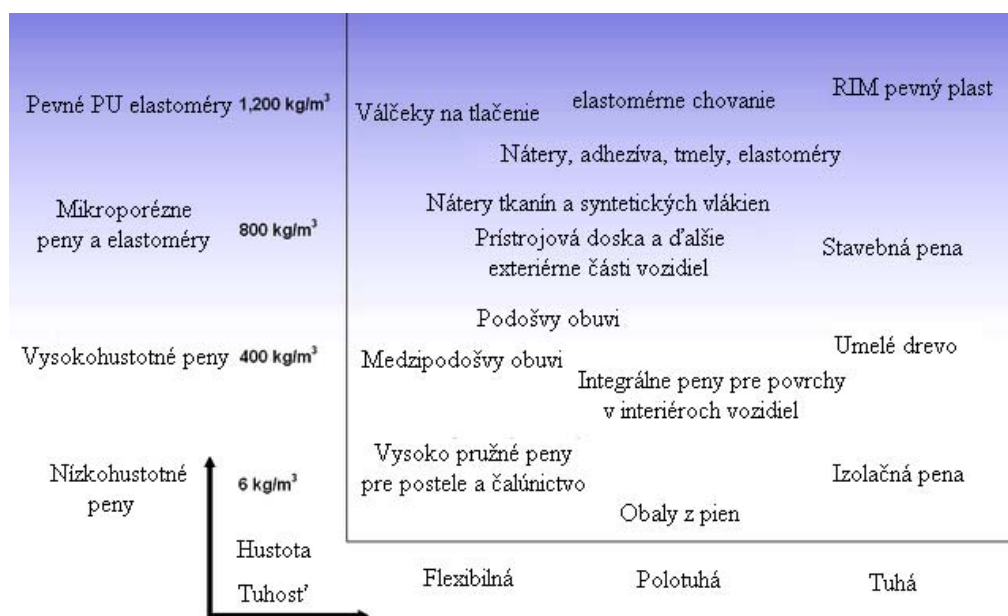 Pevné PU elastoméry 1,200 kg/m³
Válčeky na tlačenie
elastomérne chovanie
RIM pevný plast
Nátery, adhezíva, tmely, elastoméry
Mikroporézne
peny a elastoméry
800 kg/m³
Nátery tkanín a syntetických vlákien
Prístrojová doska a ďalšie
exteriérne časti vozidiel
Stavebná pena
Podošvy obuvi
Vysokohustotné peny 400 kg/m³
Medzipodošvy obuvi
Umelé drevo
Integrálne peny pre povrchy
v interiéroch vozidiel
Nízkohustotné
peny
6 kg/m³
Vysoko pružné peny
pre postele a čalúnictvo
Izolačná pena
Obaly z pien
Hustota
Tuhosť
Flexibilná
Polotuhá
Tuhá